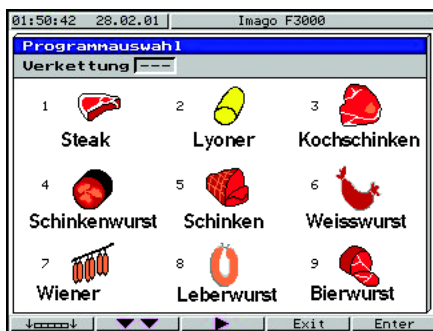 01:50:42 28.02.01 Imago F3000
Programmauswahl
Verkettung ---
1 2 3
Steak Lyoner Kochschinken
4 5 6
Schinkenwurst Schinken Weisswurst
7 8 9
Wiener Leberwurst Bierwurst
Exit Enter